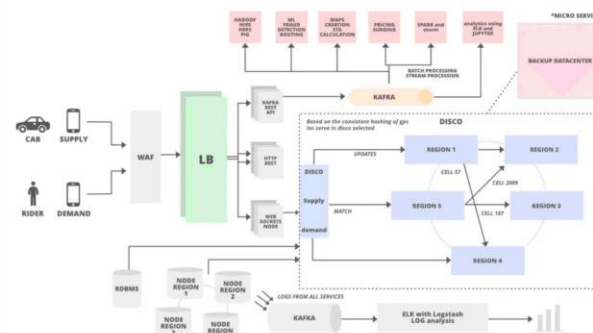 *MICRO SERVI
HADOOP
HIVE
HDFS
PIG
ML
FRAUD
DETECTION
ROUTING
MAPS
CREATION
ETA
CALCULATION
PRICING
SURGING
SPARK and
storm
analytics using
ELK and
JUPYTER
BACKUP DATACENTER
BATCH PROCESSING
STREAM PROCESSION
KAFKA
KAFKA
REST
API
CAB
SUPPLY
WAF
LB
HTTP
REST
RIDER
DEMAND
WEB
SOCKETS
NODE
Based on the consistent hashing of gps
loc serve in disco selected
DISCO
UPDATES
REGION 1
REGION 2
CELL 57
DISCO
Supply
demand
CELL 2089
MATCH
REGION 5
REGION 3
CELL 187
REGION 4
RDBMS
NODE
REGION
1
NODE
REGION
2
NODE
REGION
NODE
REGION
LOGS FROM ALL SERVICES
KAFKA
ELK with Logstash
LOG analysis